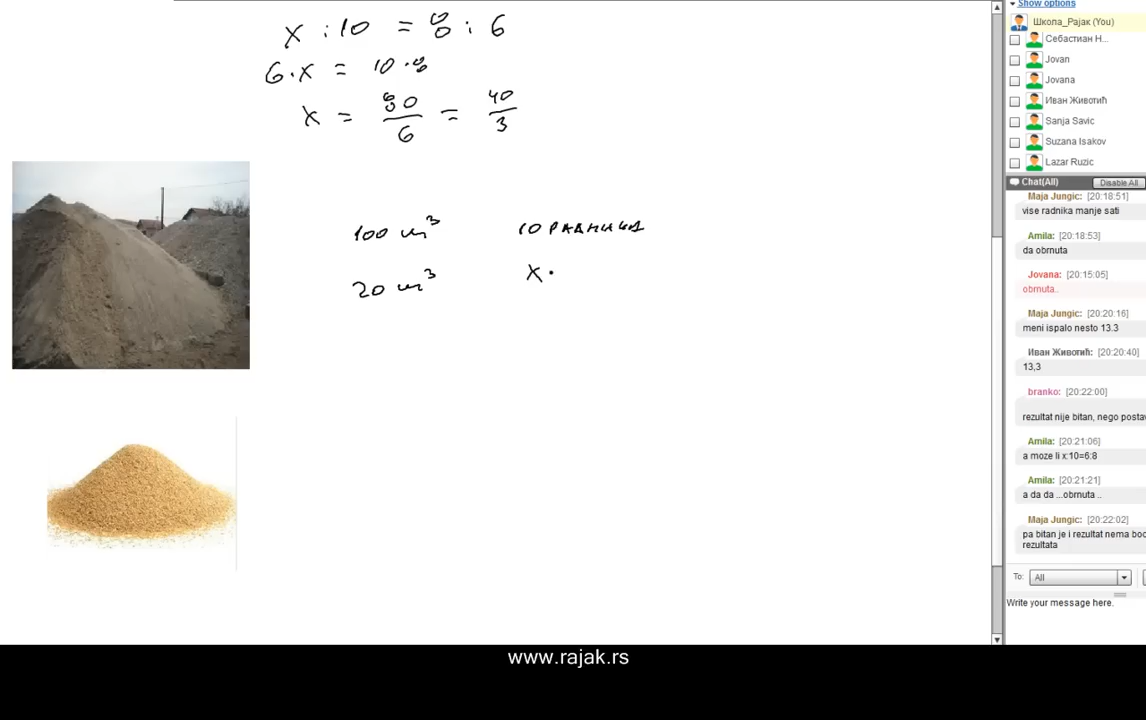 x : 10 = 8 : 6
6 · x = 10 · 8
x = 80/6 = 40/3
100 m³ 10 РАДНИКА
20 m³ x
Show options
Школа_Рајак (You)
Себастиан Н...
Jovan
Jovana
Иван Животић
Sanja Savic
Suzana Isakov
Lazar Ruzic
Chat(All) Disable All
Maja Jungic: [20:18:51]
vise radnika manje sati
Amila: [20:18:53]
da obrnuta
Jovana: [20:15:05]
obrnuta..
Maja Jungic: [20:20:16]
meni ispalo nesto 13.3
Иван Животић: [20:20:40]
13,3
branko: [20:22:00]
rezultat nije bitan, nego postav
Amila: [20:21:06]
a moze li x:10=6:8
Amila: [20:21:21]
a da da ...obrnuta ..
Maja Jungic: [20:22:02]
pa bitan je i rezultat nema bod
rezultata
To: All
Write your message here.
www.rajak.rs